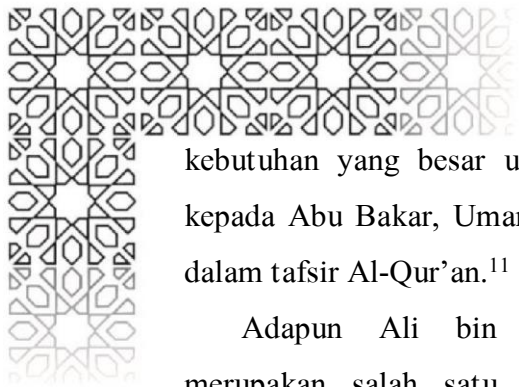 kebutuhan yang besar u
kepada Abu Bakar, Umar
dalam tafsir Al-Qur’an.¹¹
Adapun Ali bin
merupakan salah satu